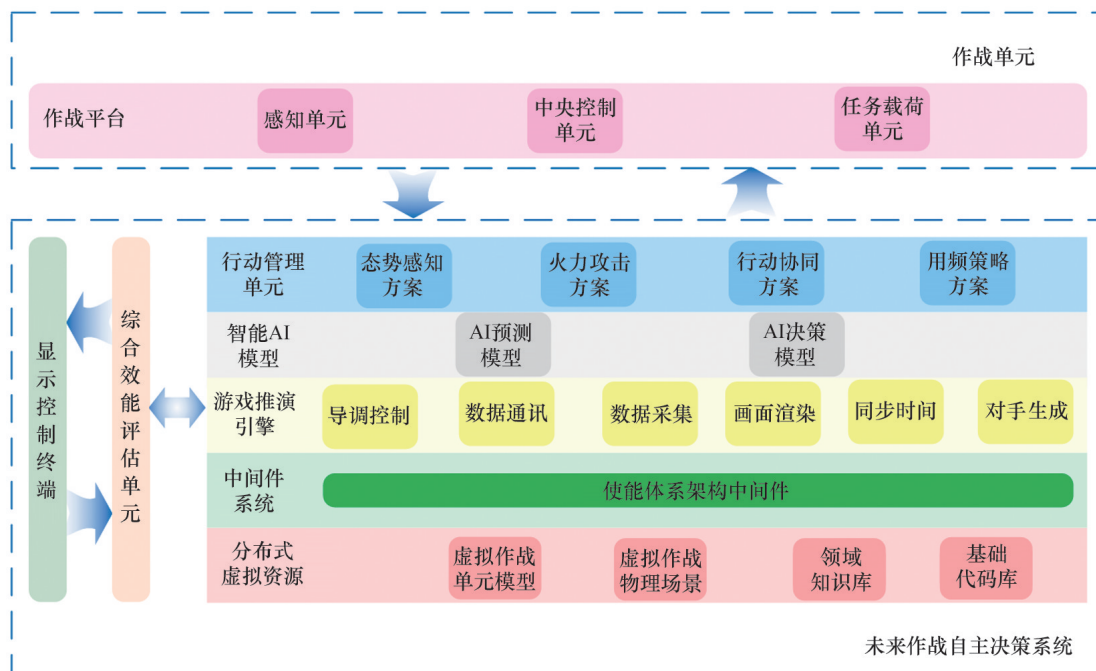 作战单元
作战平台
感知单元
中央控制
单元
任务载荷
单元
行动管理
单元
态势感知
方案
火力攻击
方案
行动协同
方案
用频策略
方案
智能AI
模型
AI预测
模型
AI决策
模型
游戏推演
引擎
导调控制
数据通讯
数据采集
画面渲染
同步时间
对手生成
中间件
系统
使能体系架构中间件
分布式
虚拟资源
虚拟作战
单元模型
虚拟作战
物理场景
领域
知识库
基础
代码库
显示控制终端
综合效能评估单元
未来作战自主决策系统